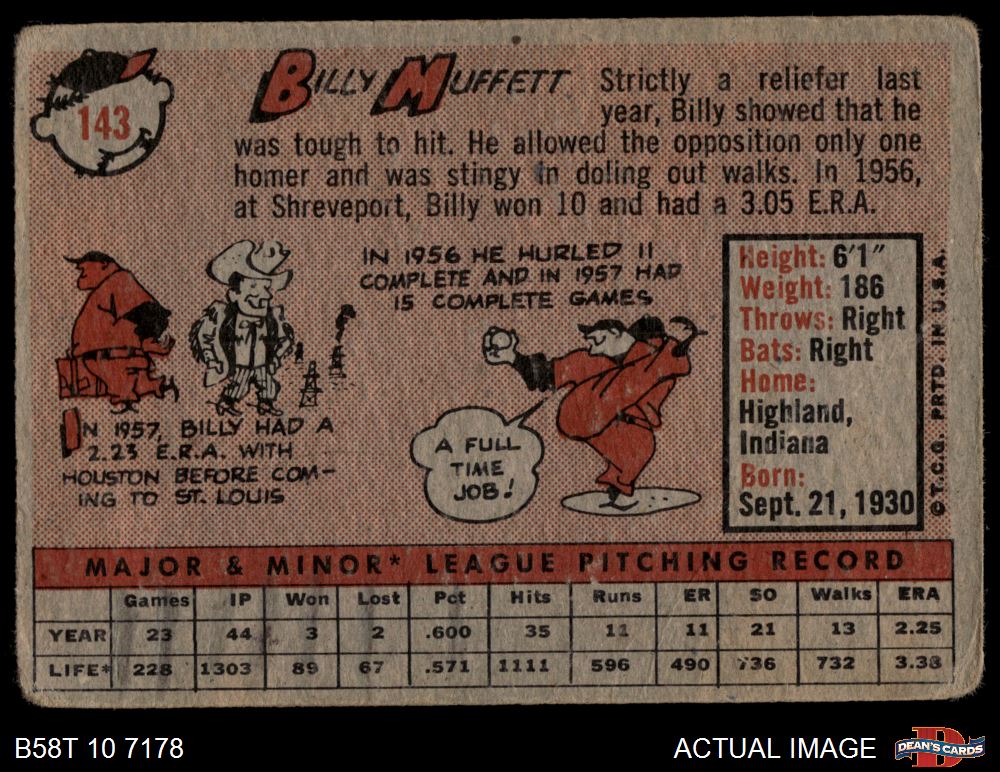 143
BILLY MUFFETT
Strictly a reliefer last
year, Billy showed that he
was tough to hit. He allowed the opposition only one
homer and was stingy in doling out walks. In 1956,
at Shreveport, Billy won 10 and had a 3.05 E.R.A.
IN 1957, BILLY HAD A
2.23 E.R.A. WITH
HOUSTON BEFORE COM-
ING TO ST. LOUIS
IN 1956 HE HURLED 11
COMPLETE AND IN 1957 HAD
15 COMPLETE GAMES
A FULL
TIME
JOB!
Height: 6'1"
Weight: 186
Throws: Right
Bats: Right
Home:
Highland,
Indiana
Born:
Sept. 21, 1930
© T.C.G. PRTD. IN U.S.A.
MAJOR & MINOR* LEAGUE PITCHING RECORD
Games IP Won Lost Pct Hits Runs ER SO Walks ERA
YEAR 23 44 3 2 .600 35 11 11 21 13 2.25
LIFE* 228 1303 89 67 .571 1111 596 490 736 732 3.38
B58T 10 7178
ACTUAL IMAGE
D
DEAN'S CARDS